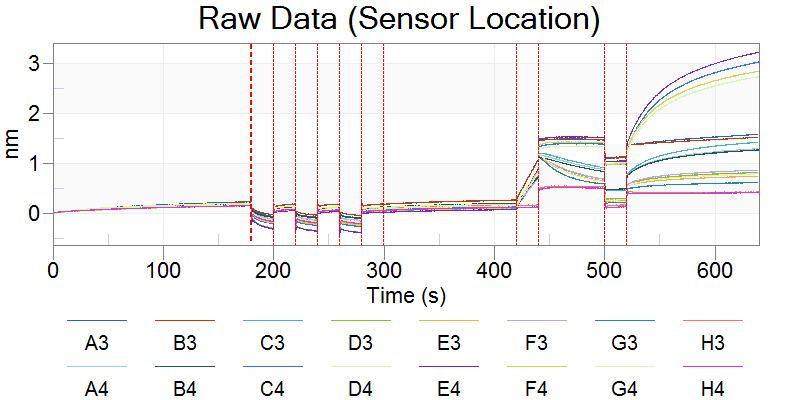 Raw Data (Sensor Location)
3
2
1
0
nm
0 100 200 300 400 500 600
Time (s)
A3 B3 C3 D3 E3 F3 G3 H3
A4 B4 C4 D4 E4 F4 G4 H4